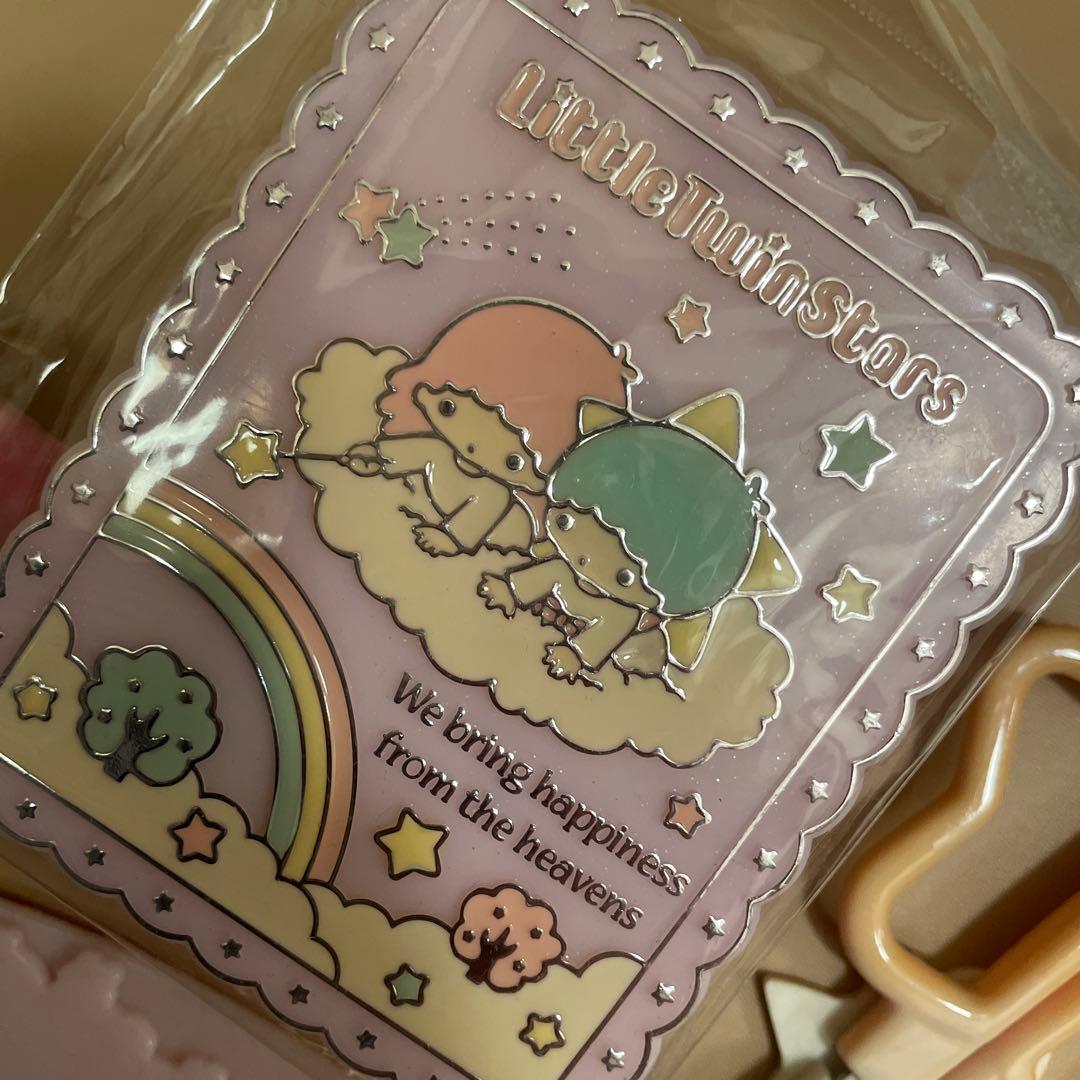 LittleTwinStars
We bring happiness
from the heavens